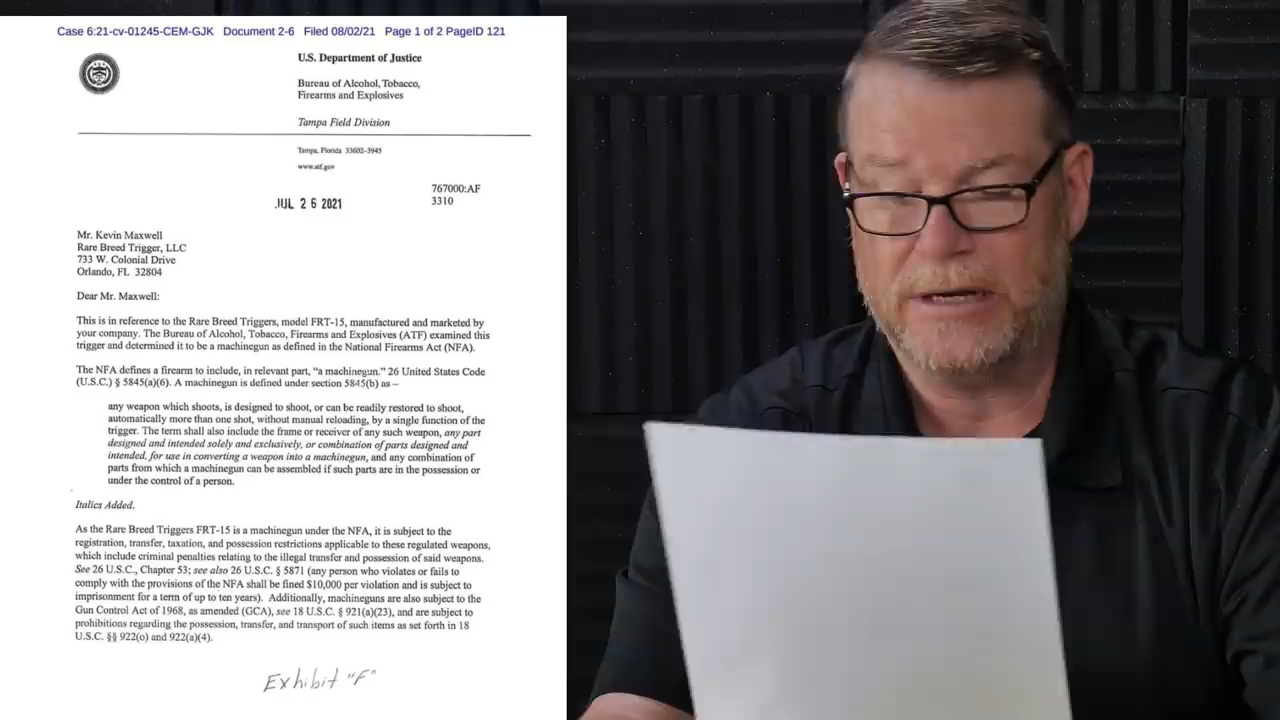 Case 6:21-cv-01245-CEM-GJK Document 2-6 Filed 08/02/21 Page 1 of 2 PageID 121
U.S. Department of Justice
Bureau of Alcohol, Tobacco,
Firearms and Explosives
Tampa Field Division
Tampa, Florida 33602-3945
www.atf.gov
767000:AF
JUL 26 2021
3310
Mr. Kevin Maxwell
Rare Breed Trigger, LLC
733 W. Colonial Drive
Orlando, FL 32804
Dear Mr. Maxwell:
This is in reference to the Rare Breed Triggers, model FRT-15, manufactured and marketed by
your company. The Bureau of Alcohol, Tobacco, Firearms and Explosives (ATF) examined this
trigger and determined it to be a machinegun as defined in the National Firearms Act (NFA).
The NFA defines a firearm to include, in relevant part, “a machinegun.” 26 United States Code
(U.S.C.) § 5845(a)(6). A machinegun is defined under section 5845(b) as –
any weapon which shoots, is designed to shoot, or can be readily restored to shoot,
automatically more than one shot, without manual reloading, by a single function of the
trigger. The term shall also include the frame or receiver of any such weapon, any part
designed and intended solely and exclusively, or combination of parts designed and
intended, for use in converting a weapon into a machinegun, and any combination of
parts from which a machinegun can be assembled if such parts are in the possession or
under the control of a person.
Italics Added.
As the Rare Breed Triggers FRT-15 is a machinegun under the NFA, it is subject to the
registration, transfer, taxation, and possession restrictions applicable to these regulated weapons,
which include criminal penalties relating to the illegal transfer and possession of said weapons.
See 26 U.S.C., Chapter 53; see also 26 U.S.C. § 5871 (any person who violates or fails to
comply with the provisions of the NFA shall be fined $10,000 per violation and is subject to
imprisonment for a term of up to ten years). Additionally, machineguns are also subject to the
Gun Control Act of 1968, as amended (GCA), see 18 U.S.C. § 921(a)(23), and are subject to
prohibitions regarding the possession, transfer, and transport of such items as set forth in 18
U.S.C. §§ 922(o) and 922(a)(4).
Exhibit "F"